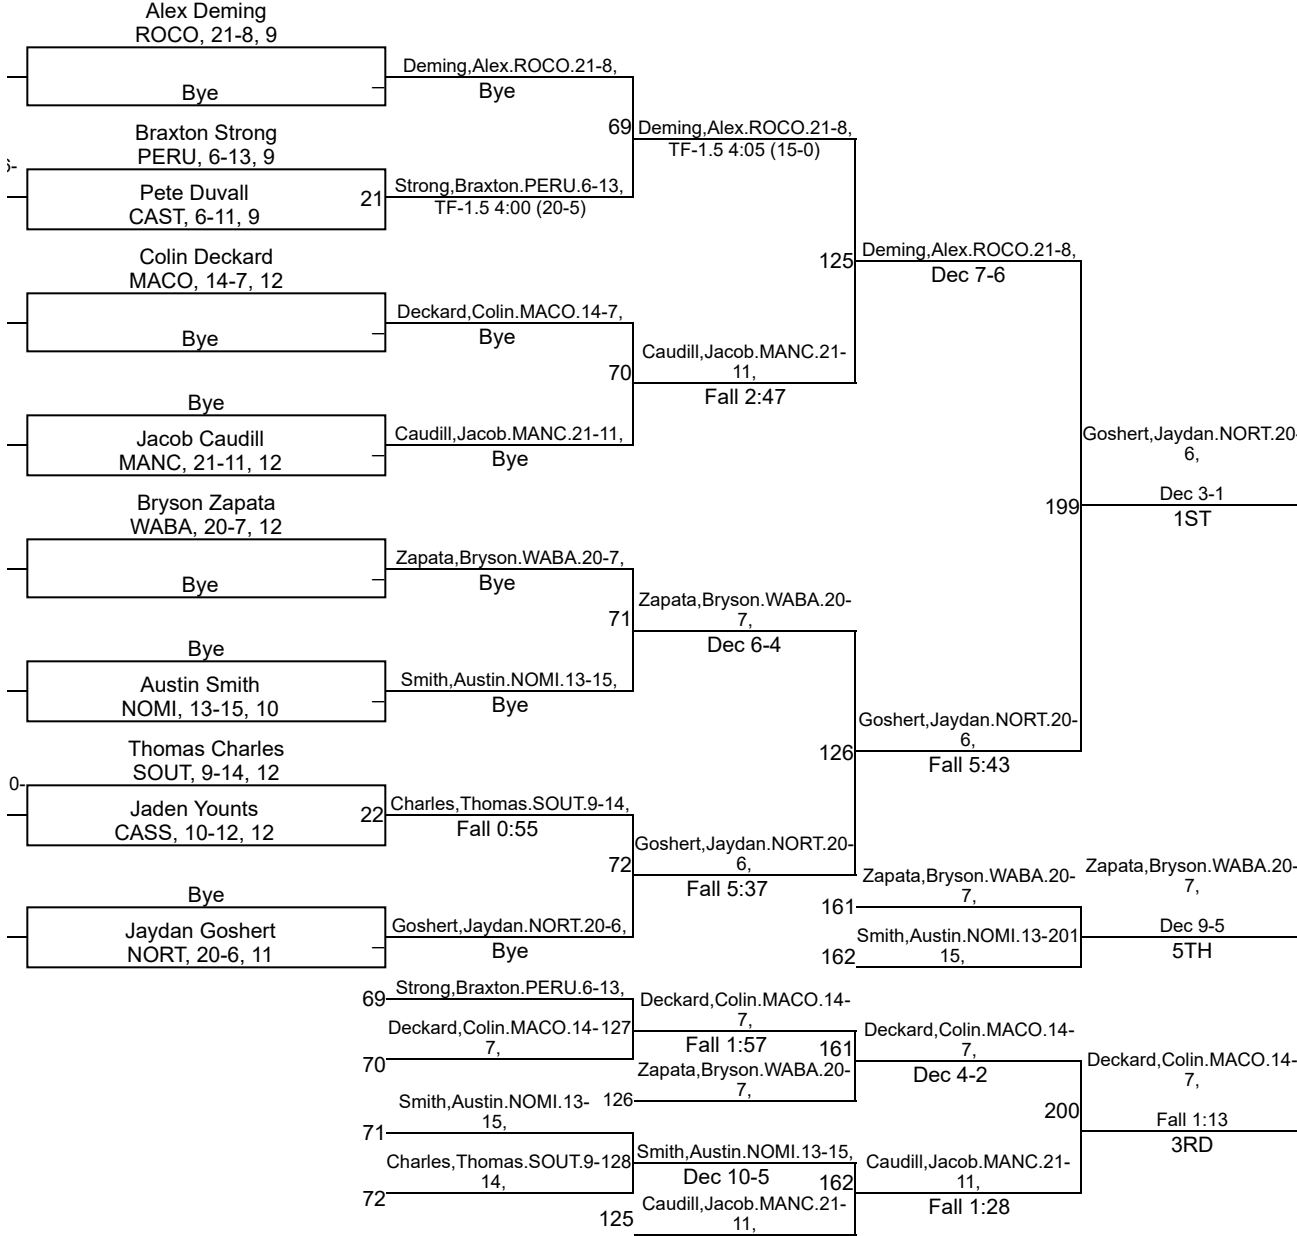 Alex Deming
ROCO, 21-8, 9
Bye
Deming,Alex.ROCO.21-8,
Bye
Braxton Strong
PERU, 6-13, 9
Pete Duvall
CAST, 6-11, 9
21
Strong,Braxton.PERU.6-13,
TF-1.5 4:00 (20-5)
69
Deming,Alex.ROCO.21-8,
TF-1.5 4:05 (15-0)
Colin Deckard
MACO, 14-7, 12
Bye
Deckard,Colin.MACO.14-7,
Bye
Bye
Jacob Caudill
MANC, 21-11, 12
Caudill,Jacob.MANC.21-11,
Bye
70
Caudill,Jacob.MANC.21-
11,
Fall 2:47
125
Deming,Alex.ROCO.21-8,
Dec 7-6
Bryson Zapata
WABA, 20-7, 12
Bye
Zapata,Bryson.WABA.20-7,
Bye
Bye
Austin Smith
NOMI, 13-15, 10
Smith,Austin.NOMI.13-15,
Bye
71
Zapata,Bryson.WABA.20-
7,
Dec 6-4
Thomas Charles
SOUT, 9-14, 12
0-
Jaden Younts
CASS, 10-12, 12
22
Charles,Thomas.SOUT.9-14,
Fall 0:55
Bye
Jaydan Goshert
NORT, 20-6, 11
Goshert,Jaydan.NORT.20-6,
Bye
72
Goshert,Jaydan.NORT.20-
6,
Fall 5:37
126
Goshert,Jaydan.NORT.20-
6,
Fall 5:43
199
Goshert,Jaydan.NORT.20-
6,
Dec 3-1
1ST
161
Zapata,Bryson.WABA.20-
7,
162
Smith,Austin.NOMI.13-
15,
201
Zapata,Bryson.WABA.20-
7,
Dec 9-5
5TH
69
Strong,Braxton.PERU.6-13,
70
Deckard,Colin.MACO.14-
7,
127
Deckard,Colin.MACO.14-
7,
Fall 1:57
126
Zapata,Bryson.WABA.20-
7,
161
Deckard,Colin.MACO.14-
7,
Dec 4-2
71
Smith,Austin.NOMI.13-
15,
72
Charles,Thomas.SOUT.9-
14,
128
Smith,Austin.NOMI.13-15,
Dec 10-5
125
Caudill,Jacob.MANC.21-
11,
162
Caudill,Jacob.MANC.21-
11,
Fall 1:28
200
Deckard,Colin.MACO.14-
7,
Fall 1:13
3RD